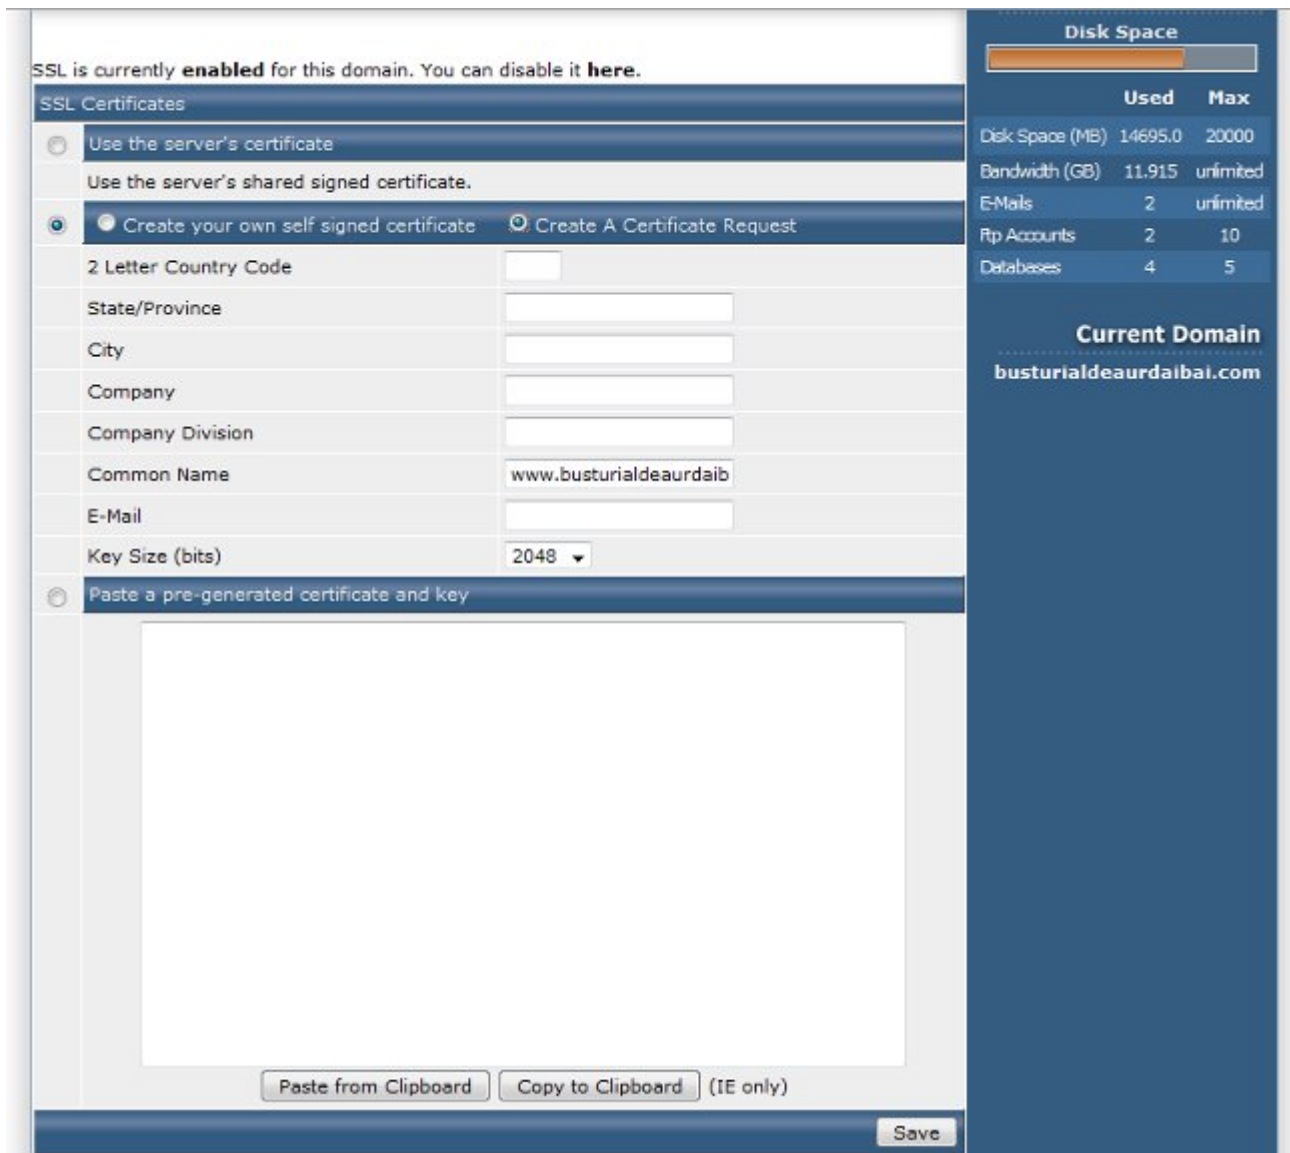 SSL is currently enabled for this domain. You can disable it here.
SSL Certificates
Use the server's certificate
Use the server's shared signed certificate.
Create your own self signed certificate Create A Certificate Request
2 Letter Country Code
State/Province
City
Company
Company Division
Common Name www.busturialdeaurdaib
E-Mail
Key Size (bits) 2048
Paste a pre-generated certificate and key
Paste from Clipboard Copy to Clipboard (IE only)
Save
Disk Space
Used Max
Disk Space (MB) 14695.0 20000
Bandwidth (GB) 11.915 unlimited
E-Mails 2 unlimited
Ftp Accounts 2 10
Databases 4 5
Current Domain
busturialdeaurdaibai.com